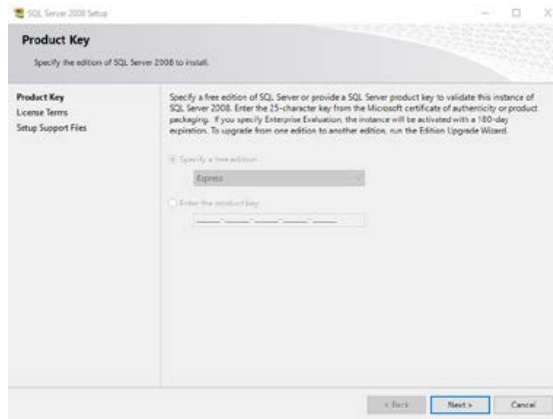 SQL Server 2008 Setup
Product Key
Specify the edition of SQL Server 2008 to install.
Product Key
License Terms
Setup Support Files
Specify a free edition of SQL Server or provide a SQL Server product key to validate this instance of
SQL Server 2008. Enter the 25-character key from the Microsoft certificate of authenticity or product
packaging. If you specify Enterprise Evaluation, the instance will be activated with a 180-day
expiration. To upgrade from one edition to another edition, run the Edition Upgrade Wizard.
Specify a free edition:
Express
Enter the product key:
< Back
Next >
Cancel